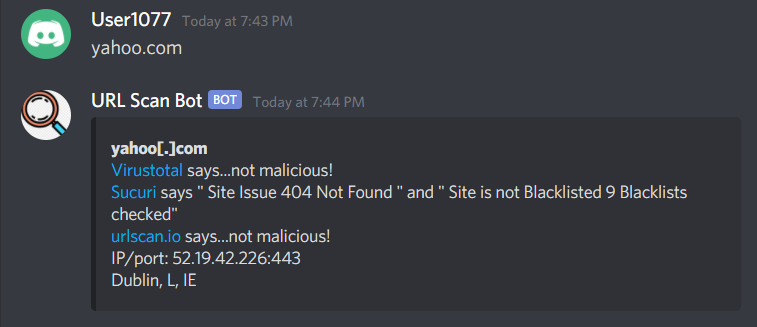 User1077 Today at 7:43 PM
yahoo.com
URL Scan Bot BOT Today at 7:44 PM
yahoo[.]com
Virustotal says...not malicious!
Sucuri says " Site Issue 404 Not Found " and " Site is not Blacklisted 9 Blacklists
checked"
urlscan.io says...not malicious!
IP/port: 52.19.42.226:443
Dublin, L, IE